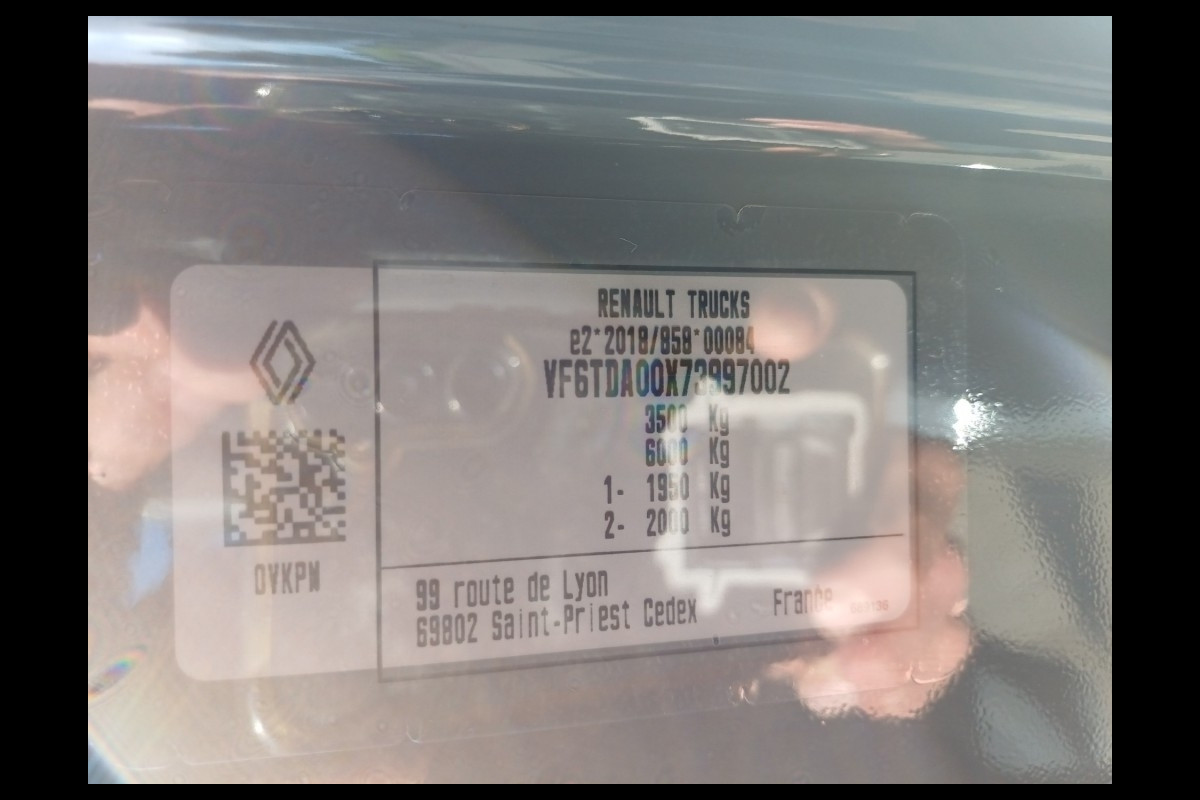 RENAULT TRUCKS
e2*2018/858*00084
VF6TDA00X73997002
3500 Kg
6000 Kg
1- 1950 Kg
2- 2000 Kg
OVKPN
99 route de Lyon
69802 Saint-Priest Cedex France